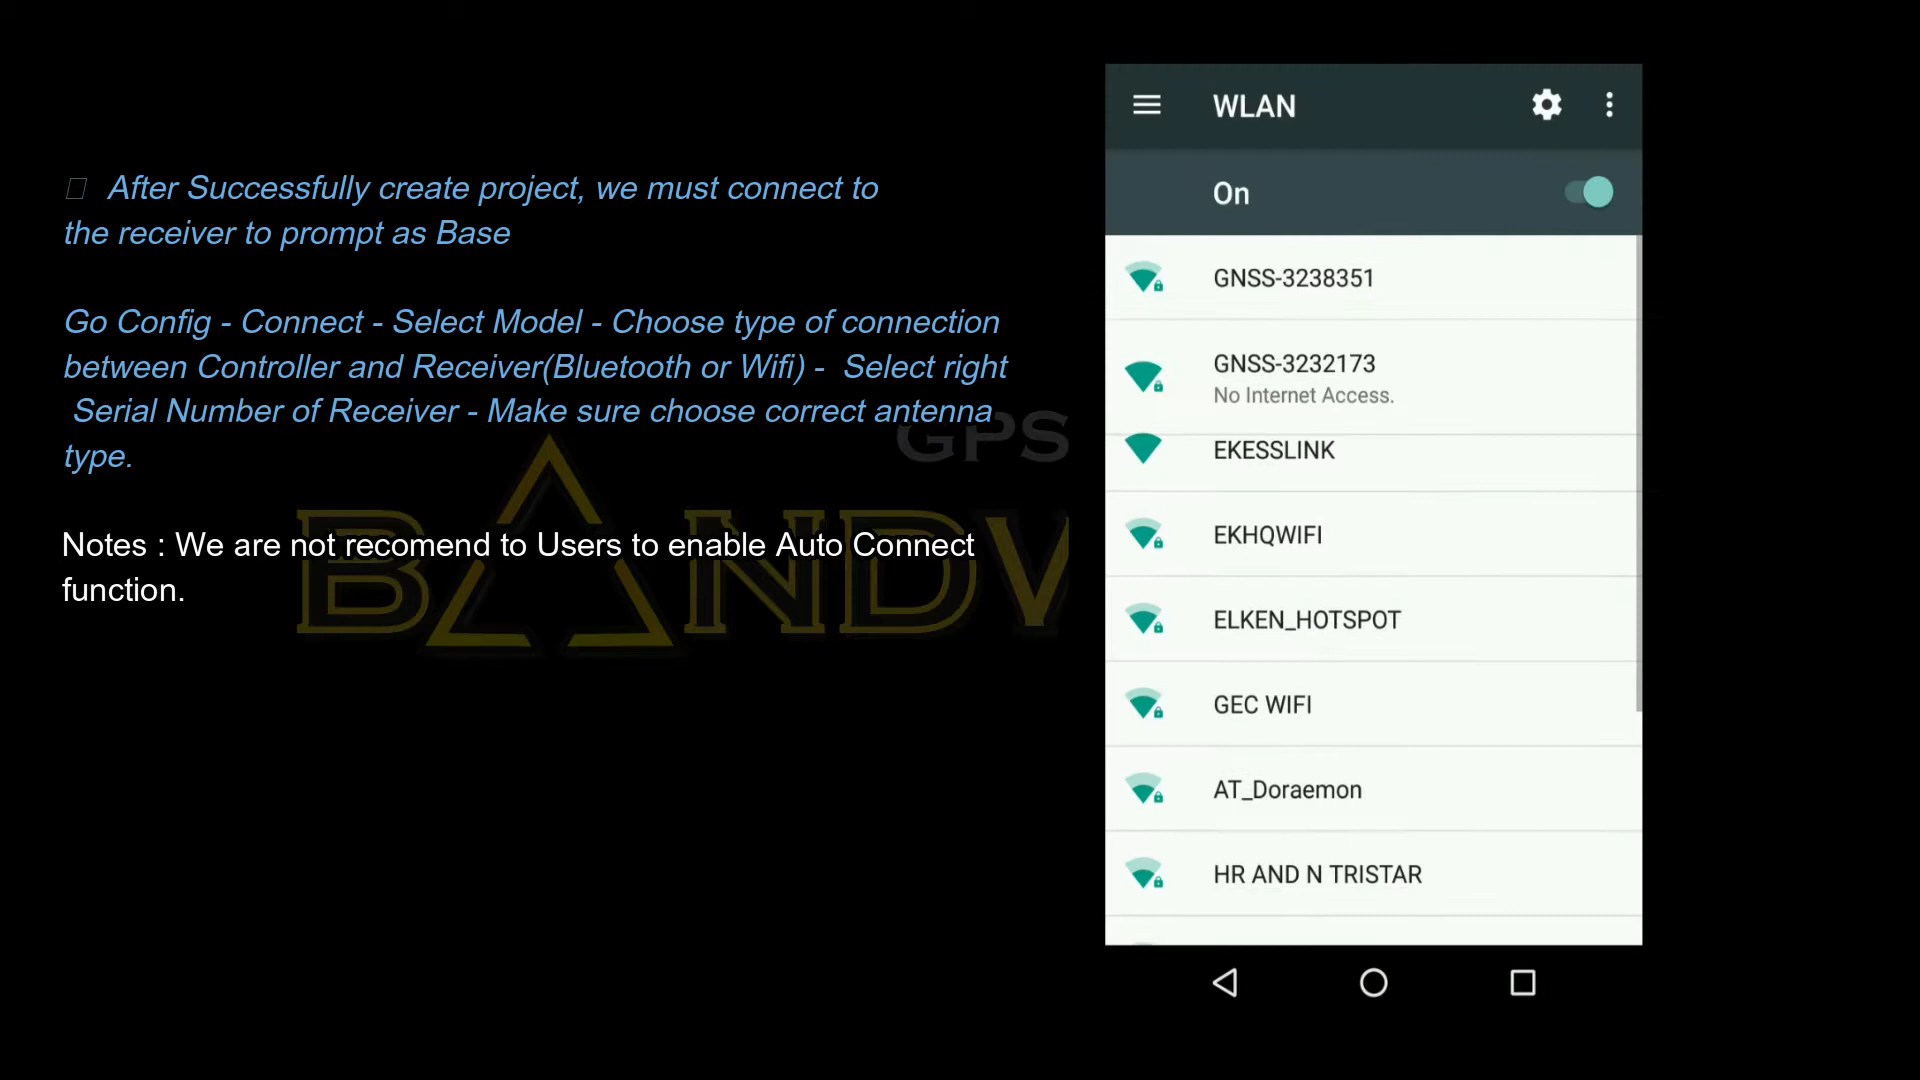 After Successfully create project, we must connect to
the receiver to prompt as Base
Go Config - Connect - Select Model - Choose type of connection
between Controller and Receiver(Bluetooth or Wifi) - Select right
Serial Number of Receiver - Make sure choose correct antenna
type.
Notes : We are not recomend to Users to enable Auto Connect
function.
GPS
BANDW
WLAN
On
GNSS-3238351
GNSS-3232173
No Internet Access.
EKESSLINK
EKHQWIFI
ELKEN_HOTSPOT
GEC WIFI
AT_Doraemon
HR AND N TRISTAR